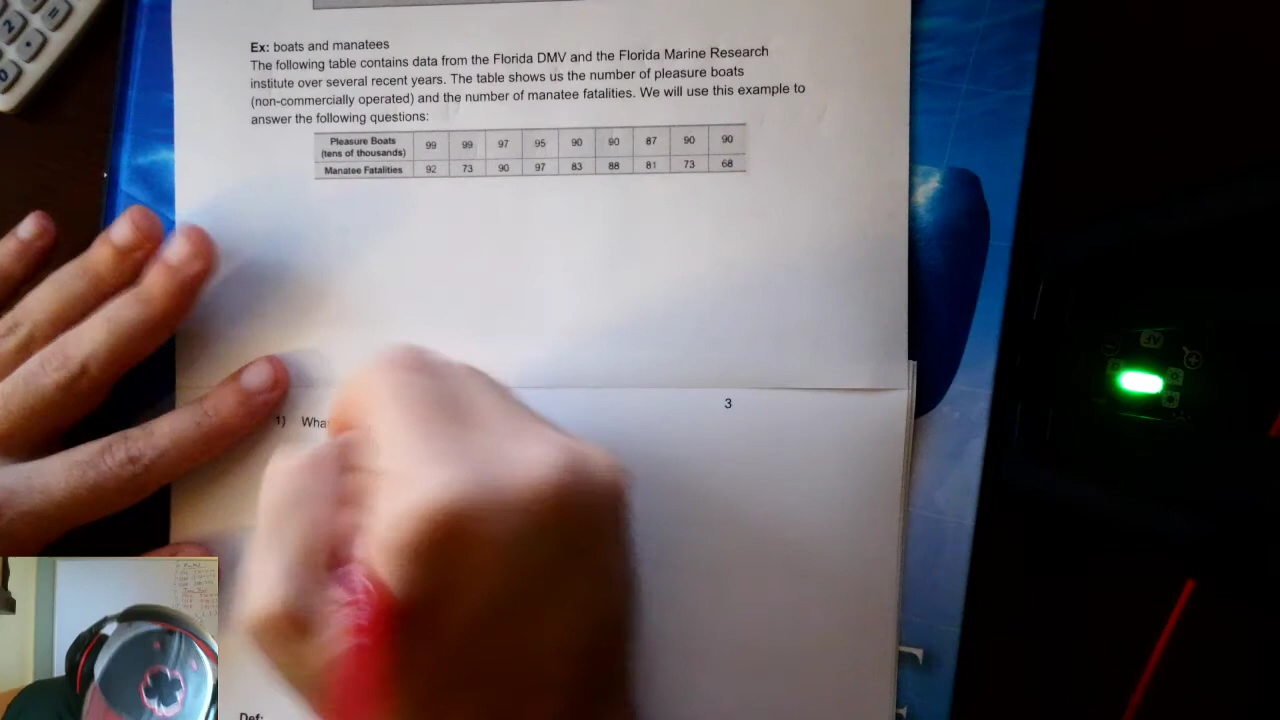 Ex: boats and manatees
The following table contains data from the Florida DMV and the Florida Marine Research
institute over several recent years. The table shows us the number of pleasure boats
(non-commercially operated) and the number of manatee fatalities. We will use this example to
answer the following questions:
Pleasure Boats
(tens of thousands) 99 99 97 95 90 90 87 90 90
Manatee Fatalities 92 73 90 97 83 88 81 73 68
3
1) Wha
Def: